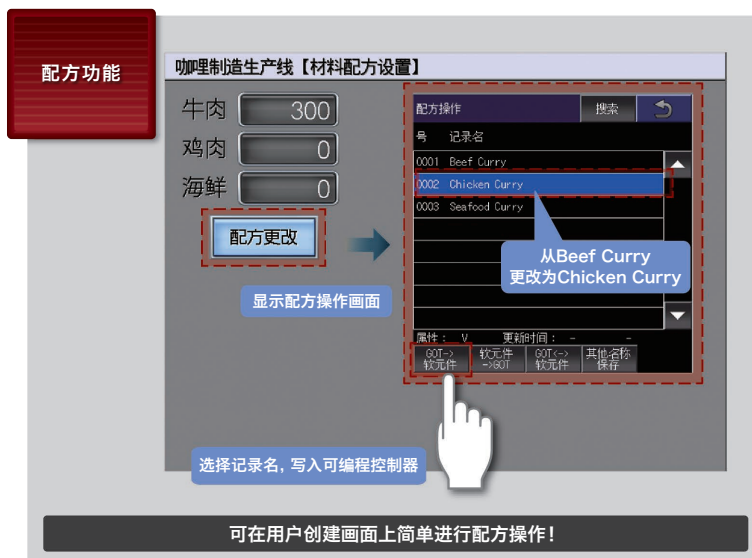 配方功能
咖哩制造生产线【材料配方设置】
牛肉 300
鸡肉 0
海鲜 0
配方更改
显示配方操作画面
配方操作 搜索
号 记录名
0001 Beef Curry
0002 Chicken Curry
0003 Seafood Curry
从Beef Curry
更改为Chicken Curry
属性： V 更新时间： - -
GOT->
软元件
软元件
->GOT
GOT<->
软元件
其他名称
保存
选择记录名, 写入可编程控制器
可在用户创建画面上简单进行配方操作！